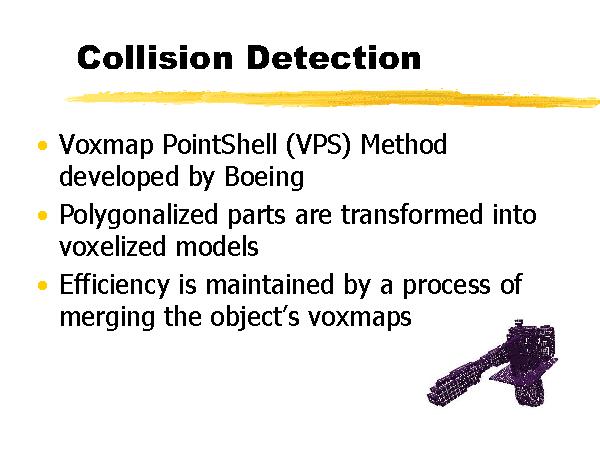 Collision Detection
• Voxmap PointShell (VPS) Method
developed by Boeing
• Polygonalized parts are transformed into
voxelized models
• Efficiency is maintained by a process of
merging the object's voxmaps